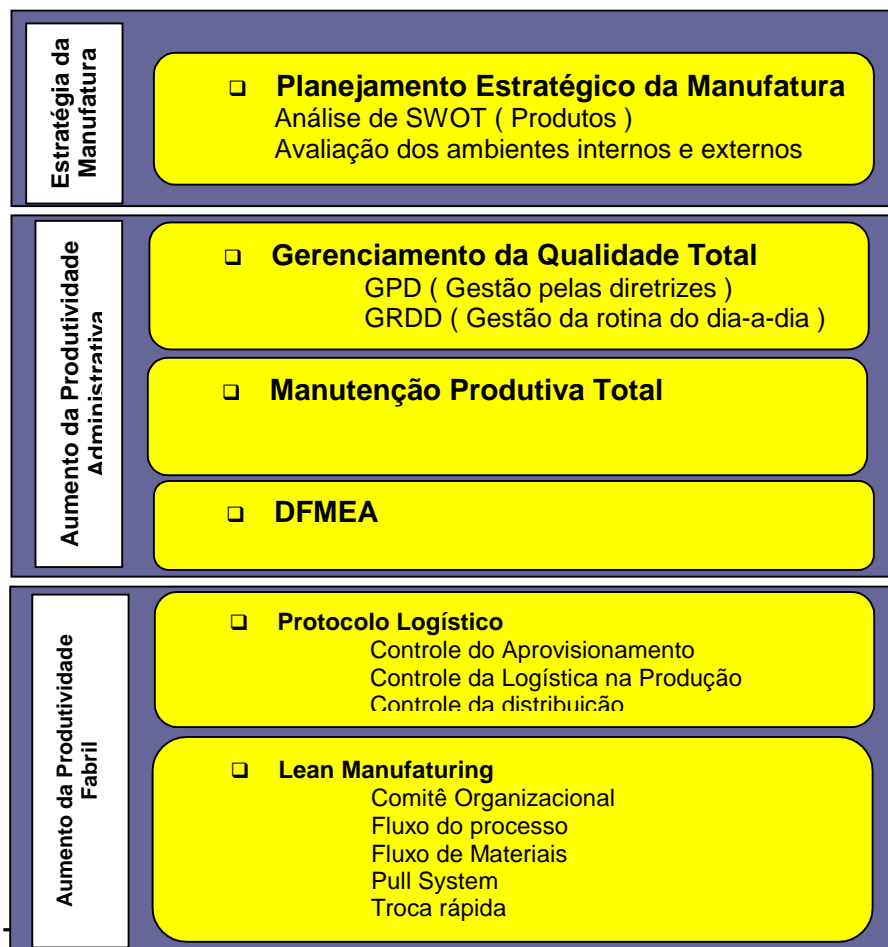 Estratégia da
Manufatura
❑ Planejamento Estratégico da Manufatura
Análise de SWOT ( Produtos )
Avaliação dos ambientes internos e externos
Aumento da Produtividade
Administrativa
❑ Gerenciamento da Qualidade Total
GPD ( Gestão pelas diretrizes )
GRDD ( Gestão da rotina do dia-a-dia )
❑ Manutenção Produtiva Total
❑ DFMEA
Aumento da Produtividade
Fabril
❑ Protocolo Logístico
Controle do Aprovisionamento
Controle da Logística na Produção
Controle da distribuição
❑ Lean Manufaturing
Comitê Organizacional
Fluxo do processo
Fluxo de Materiais
Pull System
Troca rápida